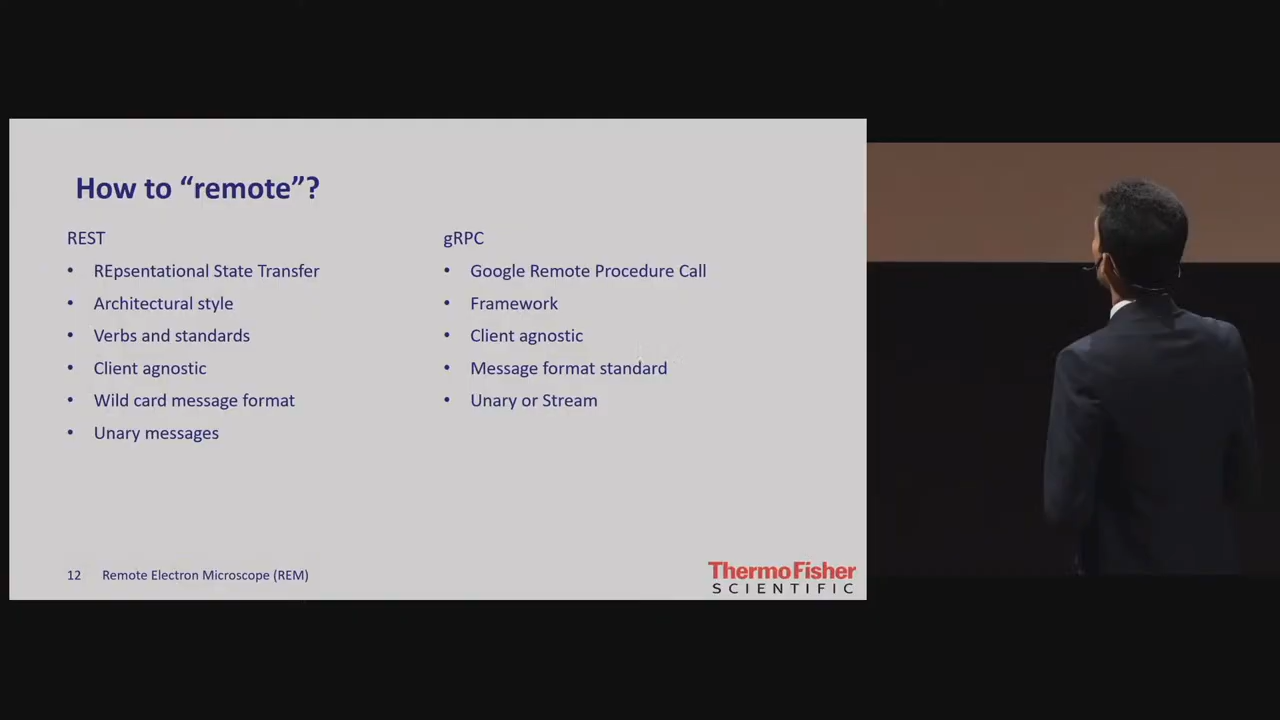 How to “remote”?
REST
• REpsentational State Transfer
• Architectural style
• Verbs and standards
• Client agnostic
• Wild card message format
• Unary messages
gRPC
• Google Remote Procedure Call
• Framework
• Client agnostic
• Message format standard
• Unary or Stream
12 Remote Electron Microscope (REM)
ThermoFisher
SCIENTIFIC